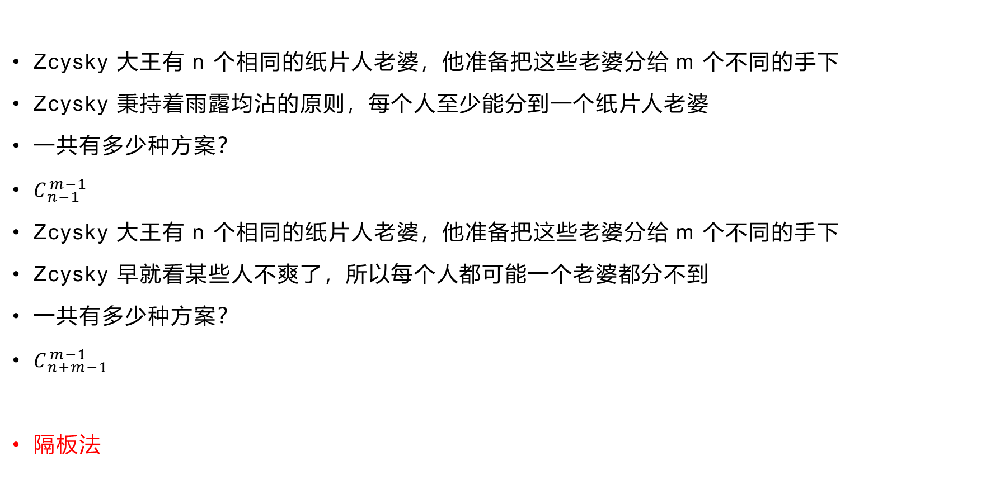 • Zcysky 大王有 n 个相同的纸片人老婆，他准备把这些老婆分给 m 个不同的手下
• Zcysky 秉持着雨露均沾的原则，每个人至少能分到一个纸片人老婆
• 一共有多少种方案？
• $C_{n-1}^{m-1}$
• Zcysky 大王有 n 个相同的纸片人老婆，他准备把这些老婆分给 m 个不同的手下
• Zcysky 早就看某些人不爽了，所以每个人都可能一个老婆都分不到
• 一共有多少种方案？
• $C_{n+m-1}^{m-1}$
• 隔板法